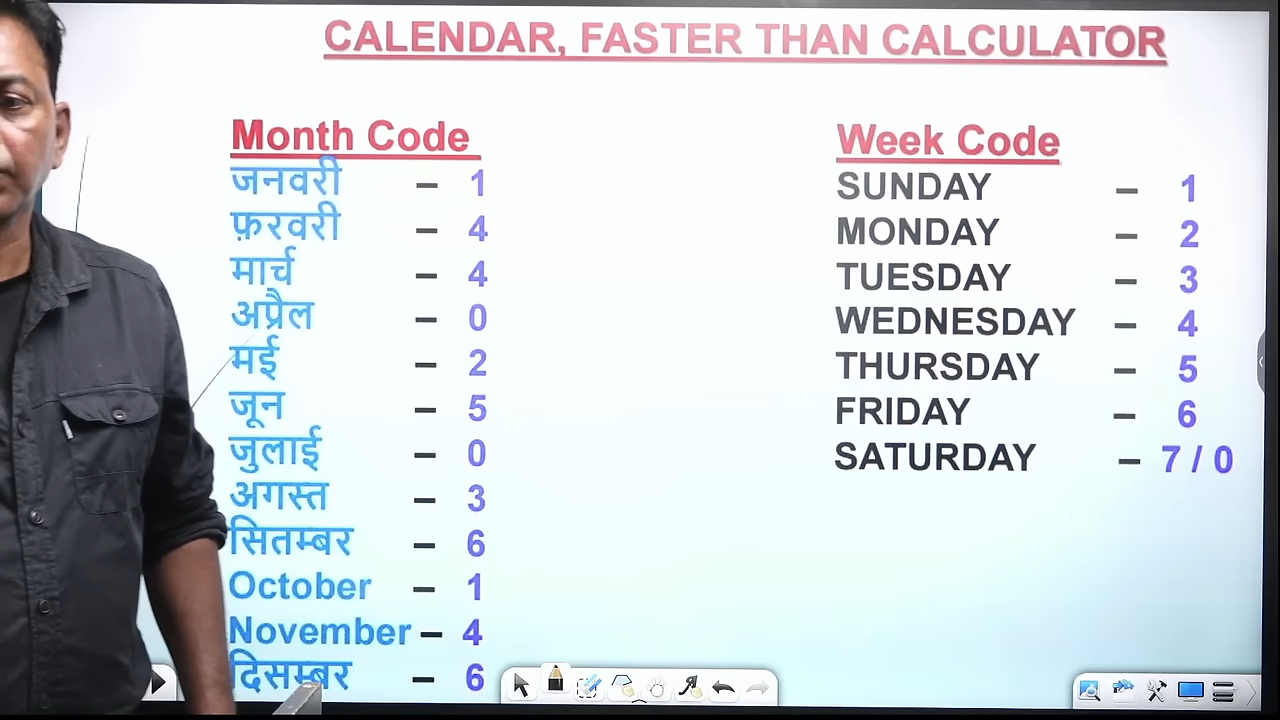 CALENDAR, FASTER THAN CALCULATOR
Month Code
जनवरी – 1
फ़रवरी – 4
मार्च – 4
अप्रैल – 0
मई – 2
जून – 5
जुलाई – 0
अगस्त – 3
सितम्बर – 6
October – 1
November – 4
दिसम्बर – 6
Week Code
SUNDAY – 1
MONDAY – 2
TUESDAY – 3
WEDNESDAY – 4
THURSDAY – 5
FRIDAY – 6
SATURDAY – 7 / 0